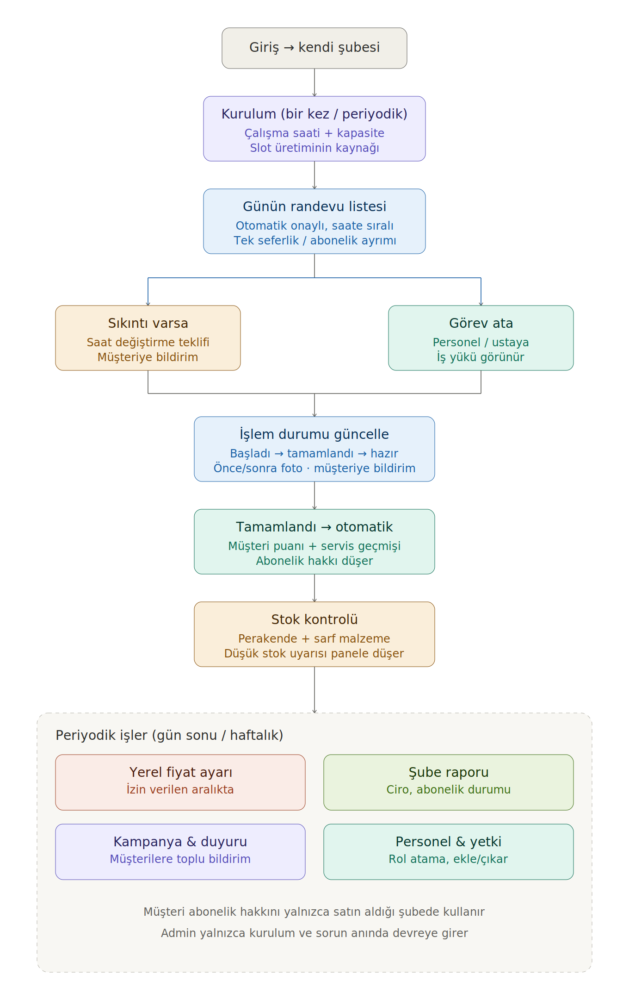 Giriş → kendi şubesi
Kurulum (bir kez / periyodik)
Çalışma saati + kapasite
Slot üretiminin kaynağı
Günün randevu listesi
Otomatik onaylı, saate sıralı
Tek seferlik / abonelik ayrımı
Sıkıntı varsa
Saat değiştirme teklifi
Müşteriye bildirim
Görev ata
Personel / ustaya
İş yükü görünür
İşlem durumu güncelle
Başladı → tamamlandı → hazır
Önce/sonra foto · müşteriye bildirim
Tamamlandı → otomatik
Müşteri puanı + servis geçmişi
Abonelik hakkı düşer
Stok kontrolü
Perakende + sarf malzeme
Düşük stok uyarısı panele düşer
Periyodik işler (gün sonu / haftalık)
Yerel fiyat ayarı
İzin verilen aralıkta
Şube raporu
Ciro, abonelik durumu
Kampanya & duyuru
Müşterilere toplu bildirim
Personel & yetki
Rol atama, ekle/çıkar
Müşteri abonelik hakkını yalnızca satın aldığı şubede kullanır
Admin yalnızca kurulum ve sorun anında devreye girer